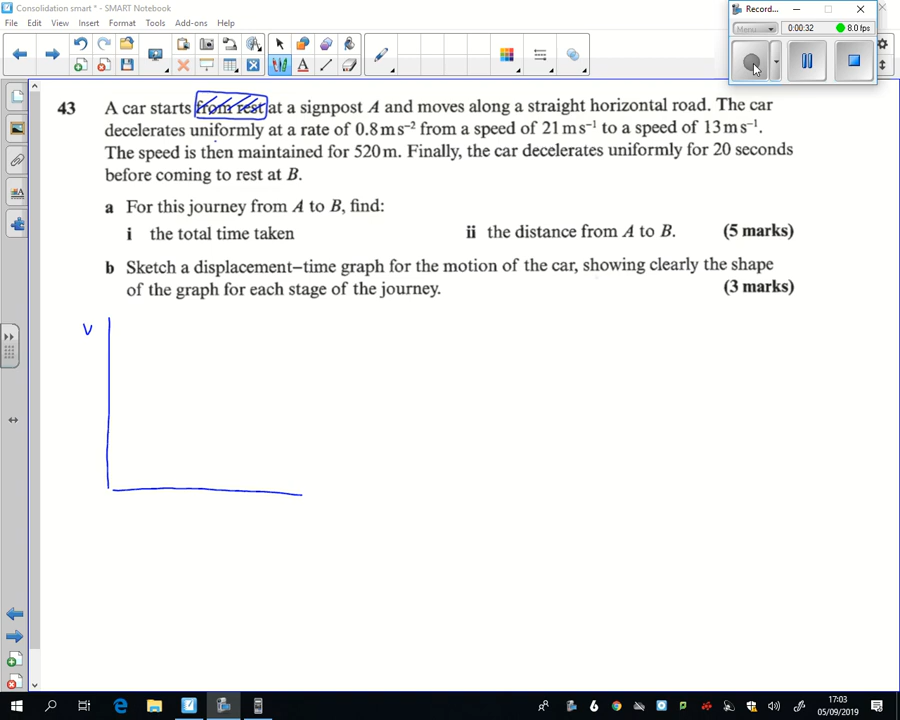 Consolidation smart * - SMART Notebook
File Edit View Insert Format Tools Add-ons Help
Record...
Menu
0:00:32
8.0 fps
43 A car starts from rest at a signpost A and moves along a straight horizontal road. The car
decelerates uniformly at a rate of 0.8 m s⁻² from a speed of 21 m s⁻¹ to a speed of 13 m s⁻¹.
The speed is then maintained for 520 m. Finally, the car decelerates uniformly for 20 seconds
before coming to rest at B.
a For this journey from A to B, find:
i the total time taken ii the distance from A to B. (5 marks)
b Sketch a displacement–time graph for the motion of the car, showing clearly the shape
of the graph for each stage of the journey. (3 marks)
v
17:03
05/09/2019